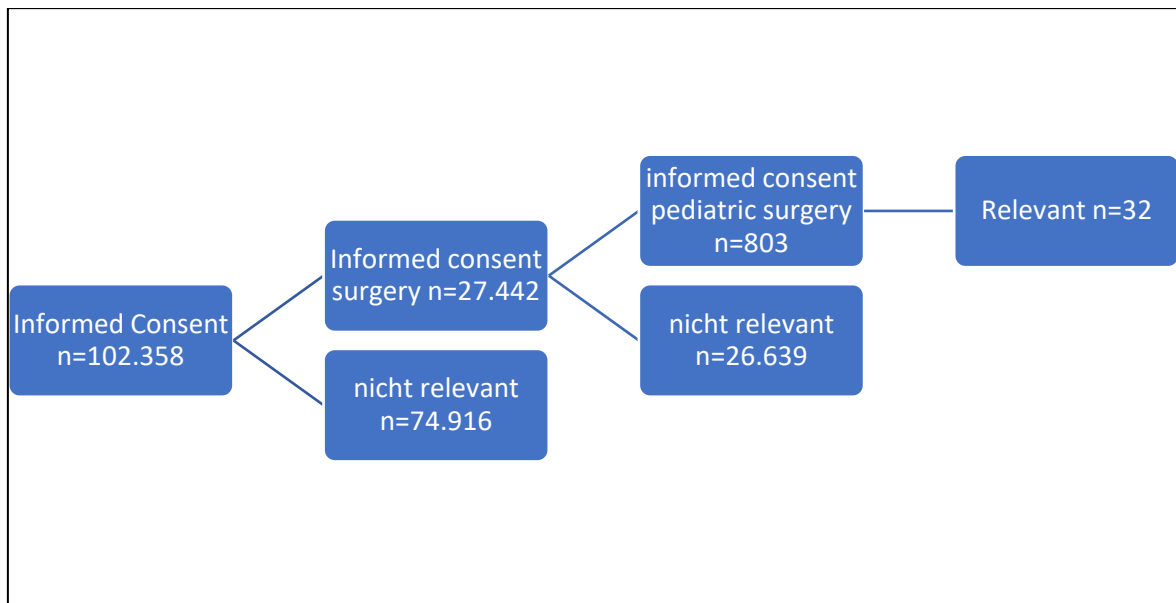 Informed Consent
n=102.358
Informed consent
surgery n=27.442
nicht relevant
n=74.916
informed consent
pediatric surgery
n=803
nicht relevant
n=26.639
Relevant n=32